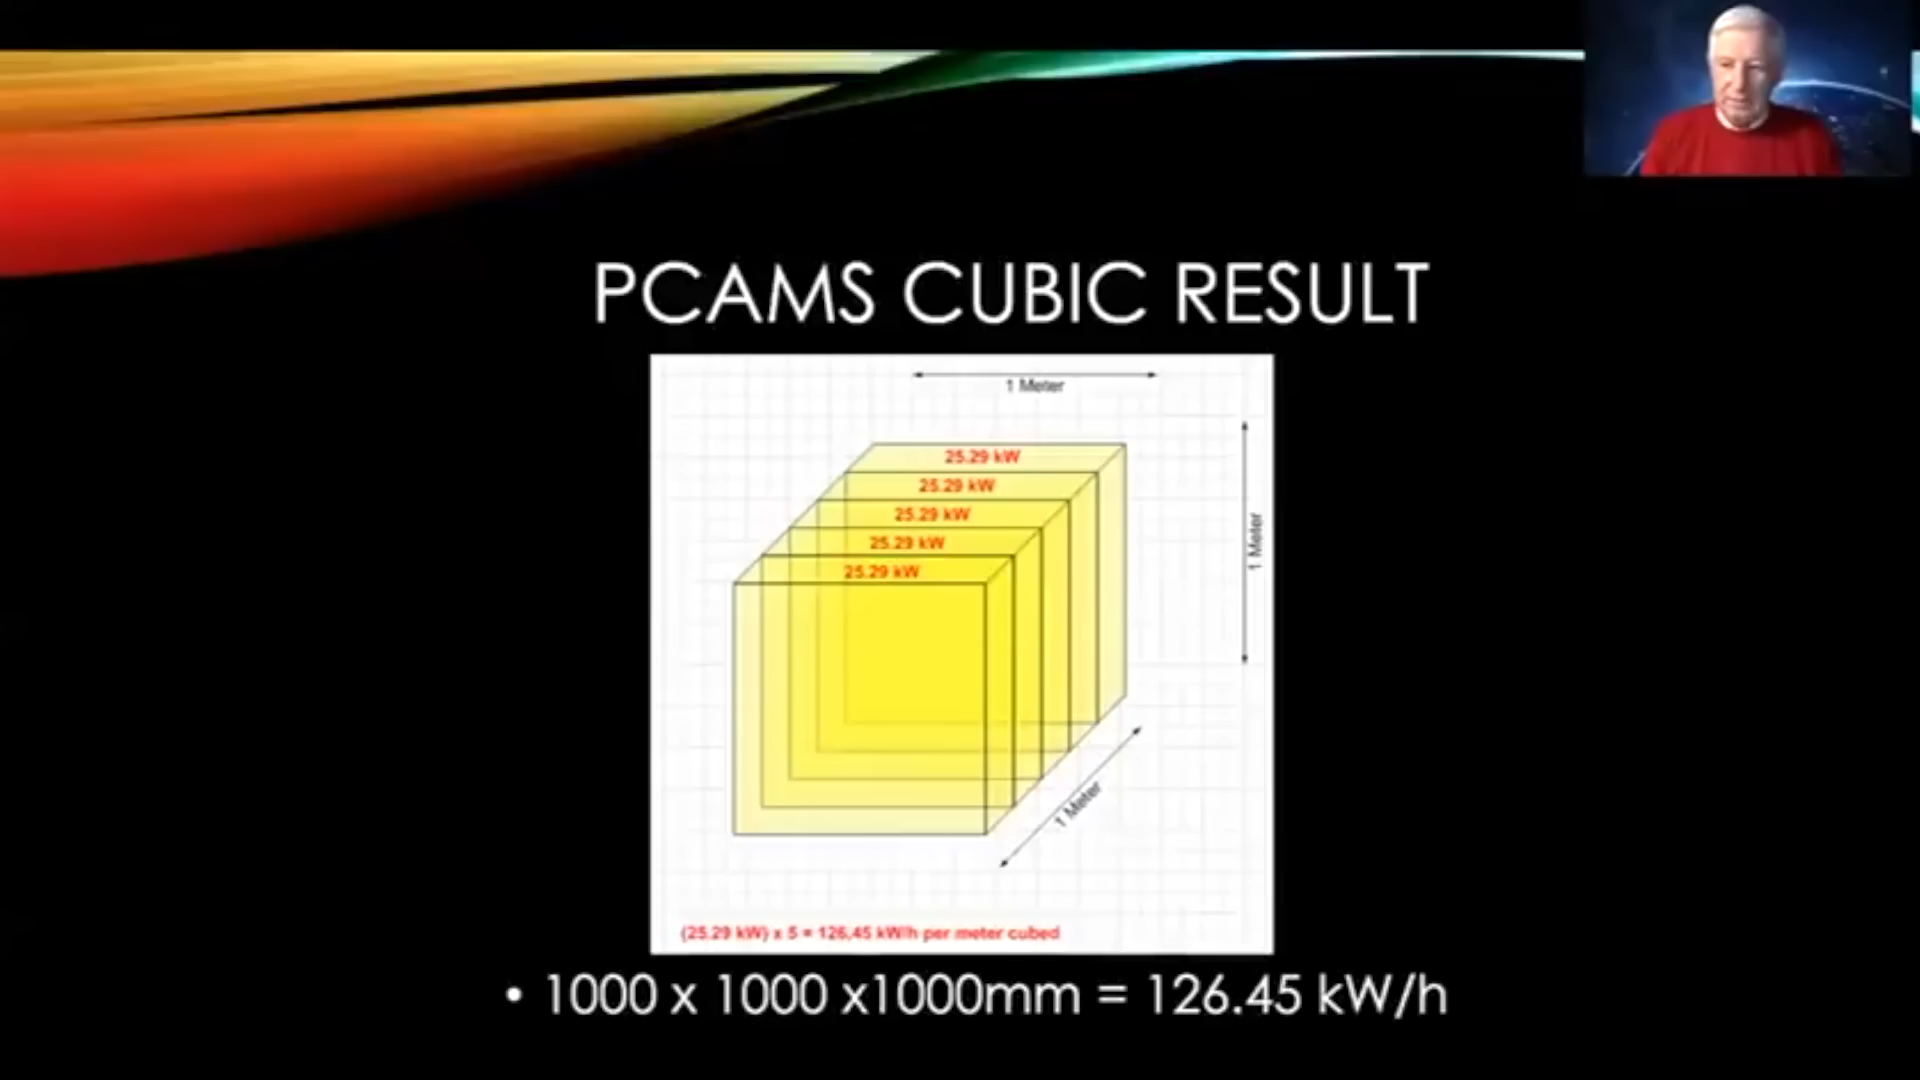 PCAMS CUBIC RESULT
1 Meter
25.29 kW
25.29 kW
25.29 kW
25.29 kW
25.29 kW
1 Meter
1 Meter
(25.29 kW) x 5 = 126,45 kW/h per meter cubed
• 1000 x 1000 x1000mm = 126.45 kW/h